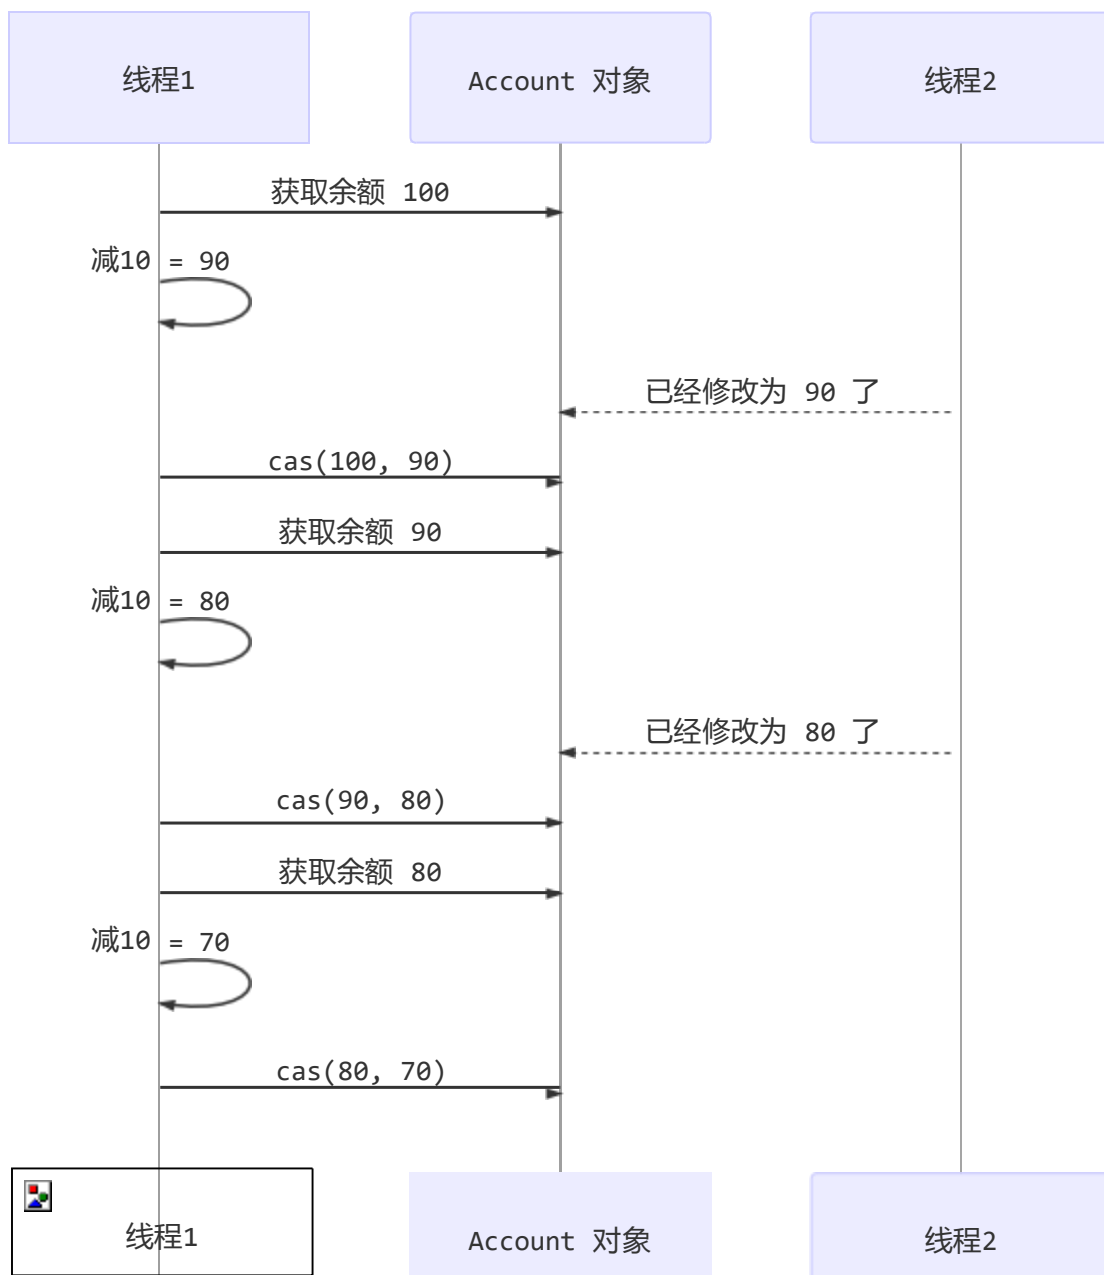 线程1
Account 对象
线程2
获取余额 100
减10 = 90
已经修改为 90 了
cas(100, 90)
获取余额 90
减10 = 80
已经修改为 80 了
cas(90, 80)
获取余额 80
减10 = 70
cas(80, 70)
线程1
Account 对象
线程2